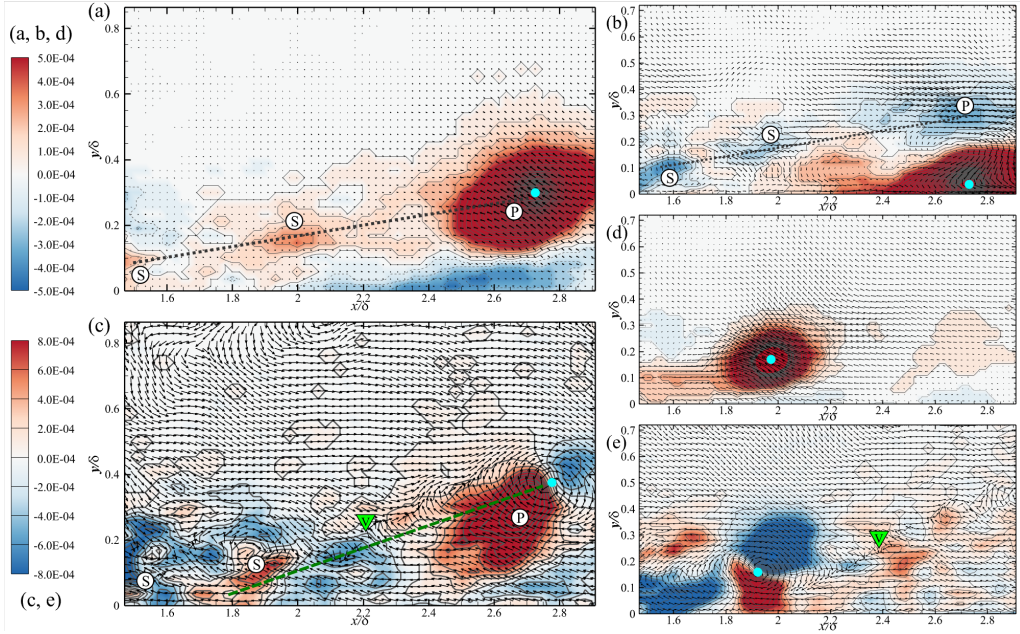 (a, b, d)
5.0E-04
4.0E-04
3.0E-04
2.0E-04
1.0E-04
0.0E-04
-1.0E-04
-2.0E-04
-3.0E-04
-4.0E-04
-5.0E-04
(a)
0.8
0.6
0.4
0.2
0
y/δ
S
S
P
1.6
1.8
2
2.2
2.4
2.6
2.8
x/δ
(b)
0.7
0.6
0.5
0.4
0.3
0.2
0.1
0
y/δ
S
S
P
1.6
1.8
2
2.2
2.4
2.6
2.8
x/δ
8.0E-04
6.0E-04
4.0E-04
2.0E-04
0.0E-04
-2.0E-04
-4.0E-04
-6.0E-04
-8.0E-04
(c, e)
(c)
0.8
0.6
0.4
0.2
0
y/δ
S
S
V
P
1.6
1.8
2
2.2
2.4
2.6
2.8
x/δ
(d)
0.7
0.6
0.5
0.4
0.3
0.2
0.1
0
y/δ
1.6
1.8
2
2.2
2.4
2.6
2.8
x/δ
(e)
0.7
0.6
0.5
0.4
0.3
0.2
0.1
0
y/δ
V
1.6
1.8
2
2.2
2.4
2.6
2.8
x/δ